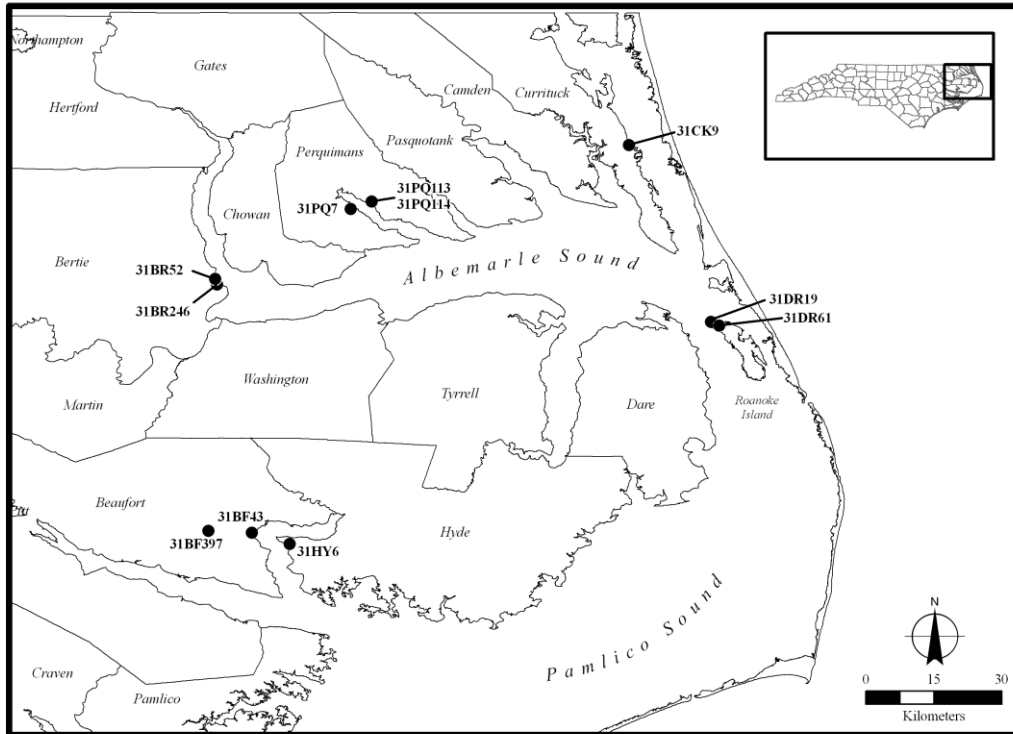 Northampton
Gates
Hertford
Camden
Currituck
31CK9
Pasquotank
Perquimans
31PQ113
31PQ114
31PQ7
Chowan
Bertie
Albemarle Sound
31BR52
31BR246
31DR19
31DR61
Washington
Tyrrell
Dare
Roanoke
Island
Martin
Beaufort
31BF43
31BF397
31HY6
Hyde
Pitt
Pamlico Sound
N
Craven
Pamlico
0 15 30
Kilometers